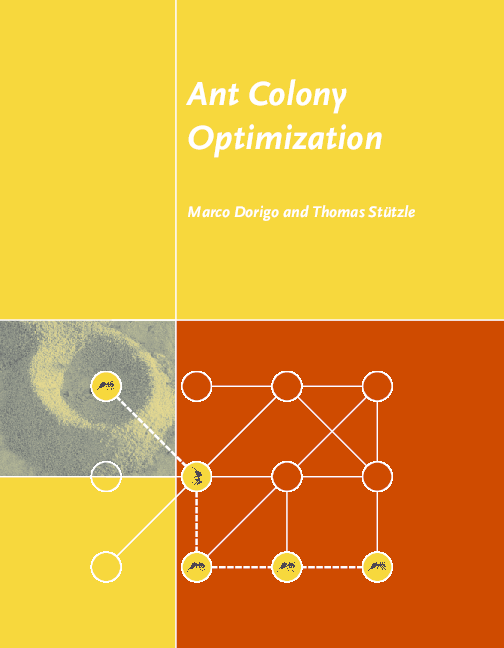 Ant Colony
Optimization
Marco Dorigo and Thomas Stützle